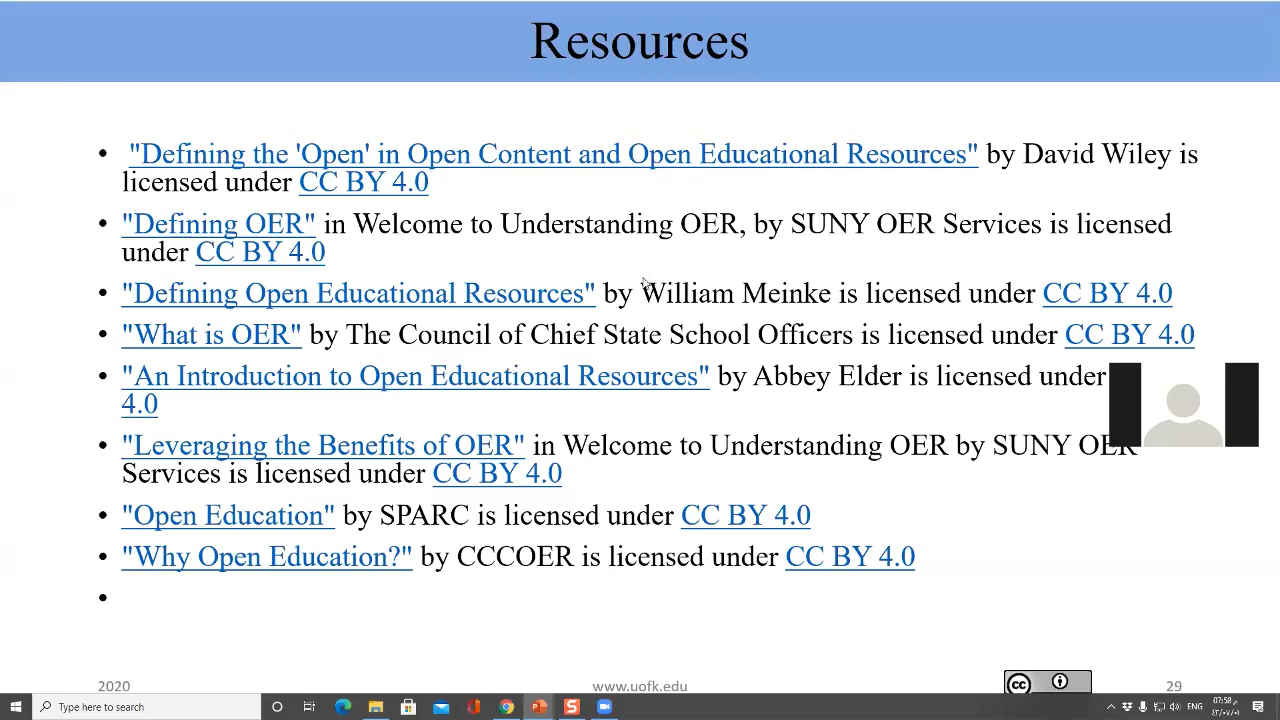 Resources
• "Defining the 'Open' in Open Content and Open Educational Resources" by David Wiley is
licensed under CC BY 4.0
• "Defining OER" in Welcome to Understanding OER, by SUNY OER Services is licensed
under CC BY 4.0
• "Defining Open Educational Resources" by William Meinke is licensed under CC BY 4.0
• "What is OER" by The Council of Chief State School Officers is licensed under CC BY 4.0
• "An Introduction to Open Educational Resources" by Abbey Elder is licensed under
4.0
• "Leveraging the Benefits of OER" in Welcome to Understanding OER by SUNY OER
Services is licensed under CC BY 4.0
• "Open Education" by SPARC is licensed under CC BY 4.0
• "Why Open Education?" by CCCOER is licensed under CC BY 4.0
•
2020 www.uofk.edu cc 29
Type here to search ENG ٠٧:٥٨ م